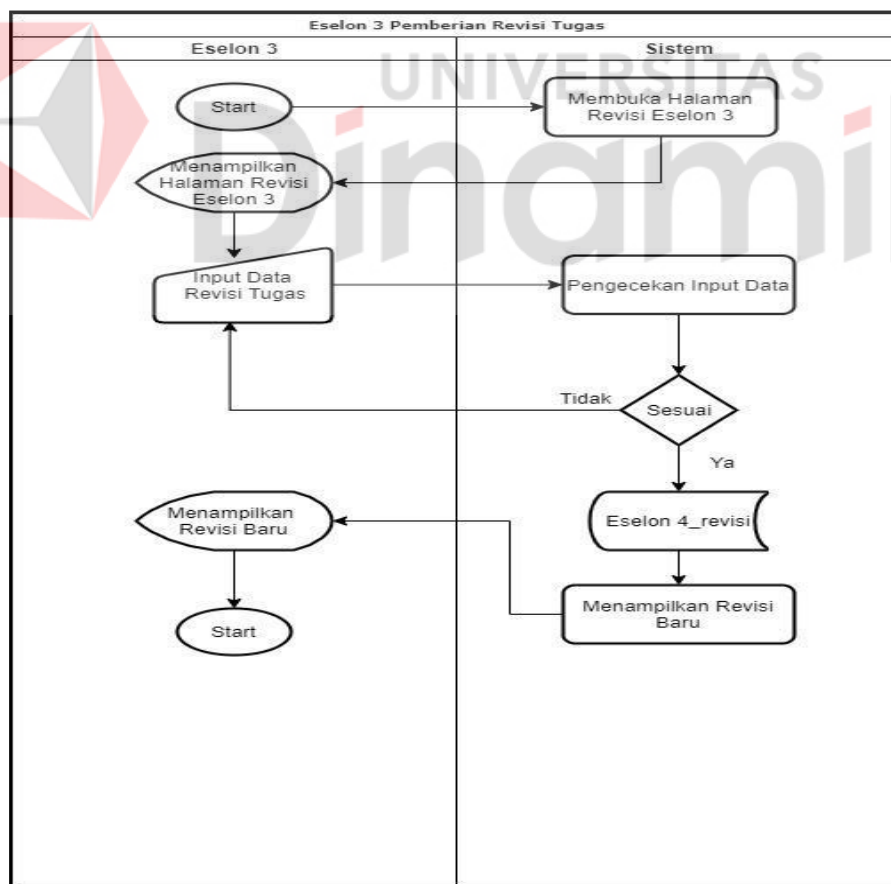 Eselon 3 Pemberian Revisi Tugas
Eselon 3
Sistem
UNIVERSITAS
Dinami
Start
Membuka Halaman
Revisi Eselon 3
Menampilkan
Halaman Revisi
Eselon 3
Input Data
Revisi Tugas
Pengecekan Input Data
Tidak
Sesuai
Ya
Menampilkan
Revisi Baru
Eselon 4_revisi
Start
Menampilkan Revisi
Baru